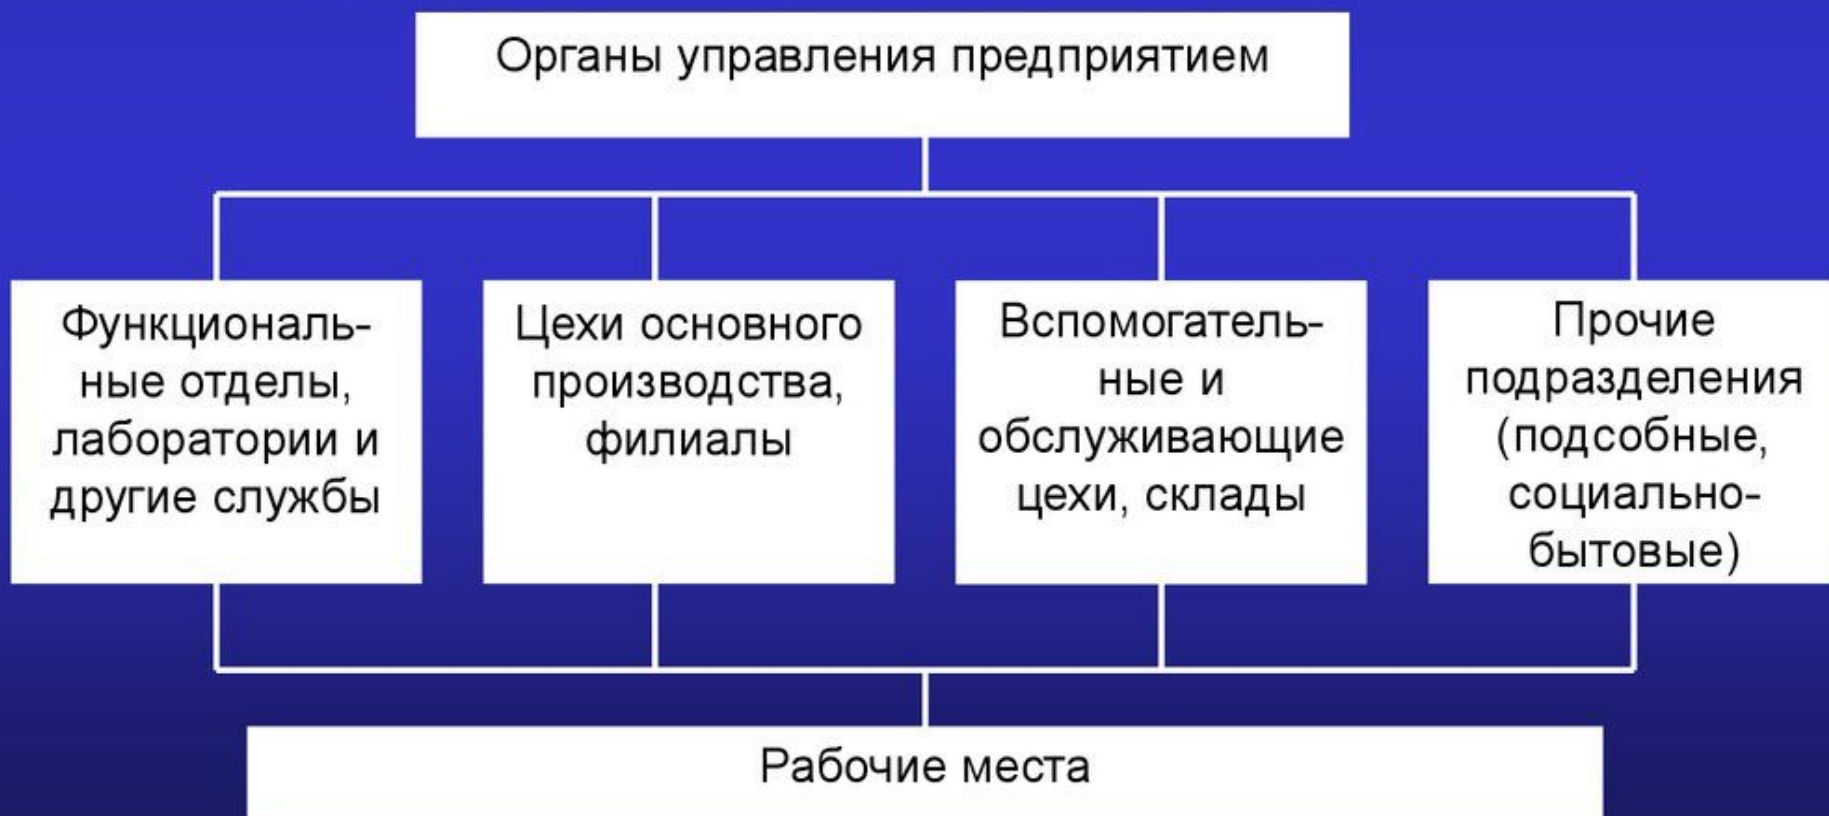 Органы управления предприятием
Функциональ-
ные отделы,
лаборатории и
другие службы
Цехи основного
производства,
филиалы
Вспомогатель-
ные и
обслуживающие
цехи, склады
Прочие
подразделения
(подсобные,
социально-
бытовые)
Рабочие места